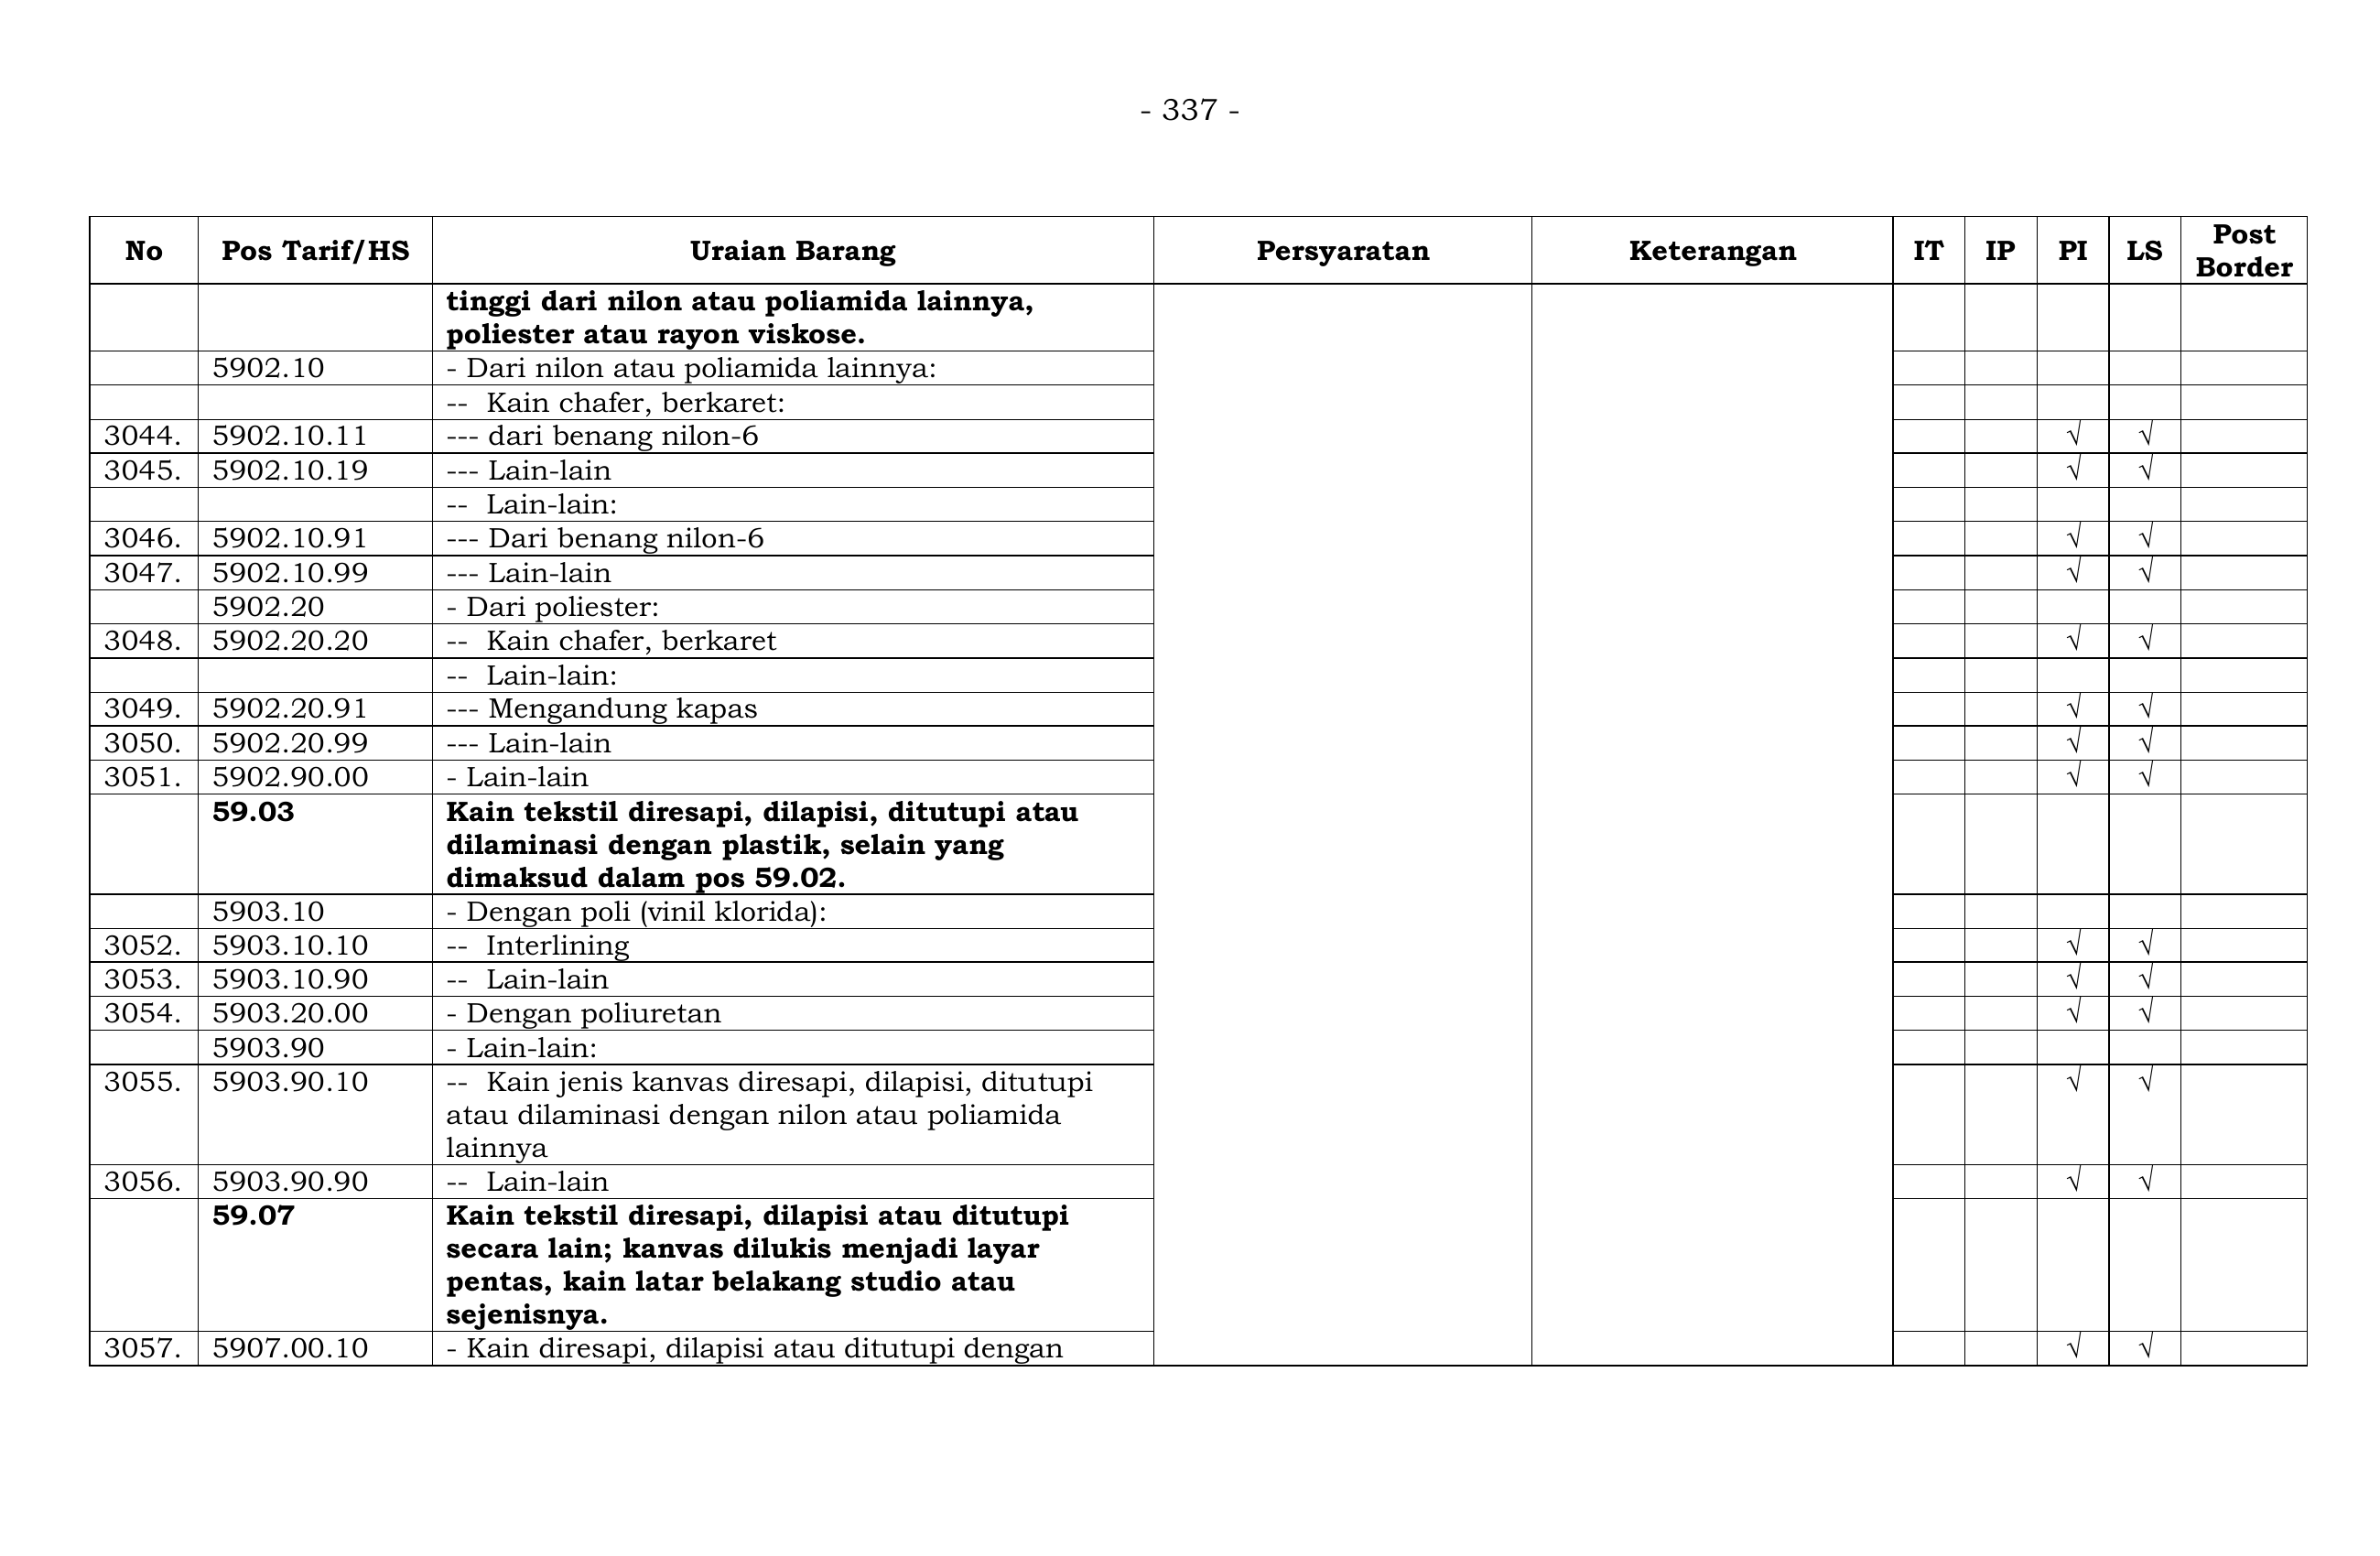 - 337 -
No Pos Tarif/HS Uraian Barang Persyaratan Keterangan IT IP PI LS Post Border
tinggi dari nilon atau poliamida lainnya,
poliester atau rayon viskose.
5902.10 - Dari nilon atau poliamida lainnya:
-- Kain chafer, berkaret:
3044. 5902.10.11 --- dari benang nilon-6 √ √
3045. 5902.10.19 --- Lain-lain √ √
-- Lain-lain:
3046. 5902.10.91 --- Dari benang nilon-6 √ √
3047. 5902.10.99 --- Lain-lain √ √
5902.20 - Dari poliester:
3048. 5902.20.20 -- Kain chafer, berkaret √ √
-- Lain-lain:
3049. 5902.20.91 --- Mengandung kapas √ √
3050. 5902.20.99 --- Lain-lain √ √
3051. 5902.90.00 - Lain-lain √ √
59.03 Kain tekstil diresapi, dilapisi, ditutupi atau
dilaminasi dengan plastik, selain yang
dimaksud dalam pos 59.02.
5903.10 - Dengan poli (vinil klorida):
3052. 5903.10.10 -- Interlining √ √
3053. 5903.10.90 -- Lain-lain √ √
3054. 5903.20.00 - Dengan poliuretan √ √
5903.90 - Lain-lain:
3055. 5903.90.10 -- Kain jenis kanvas diresapi, dilapisi, ditutupi √ √
atau dilaminasi dengan nilon atau poliamida
lainnya
3056. 5903.90.90 -- Lain-lain √ √
59.07 Kain tekstil diresapi, dilapisi atau ditutupi
secara lain; kanvas dilukis menjadi layar
pentas, kain latar belakang studio atau
sejenisnya.
3057. 5907.00.10 - Kain diresapi, dilapisi atau ditutupi dengan √ √